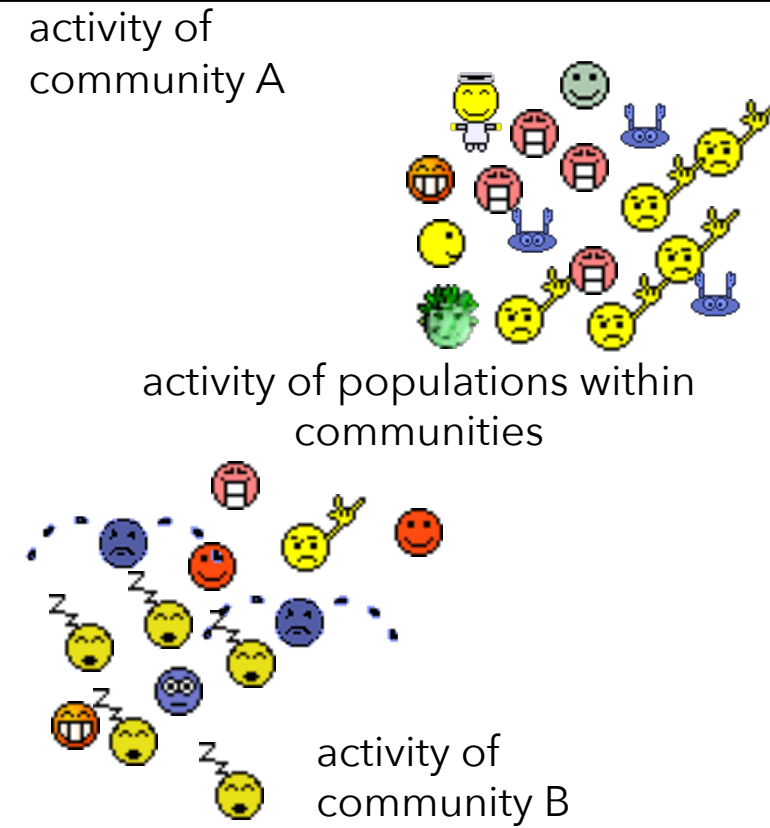 activity of
community A
activity of populations within
communities
activity of
community B